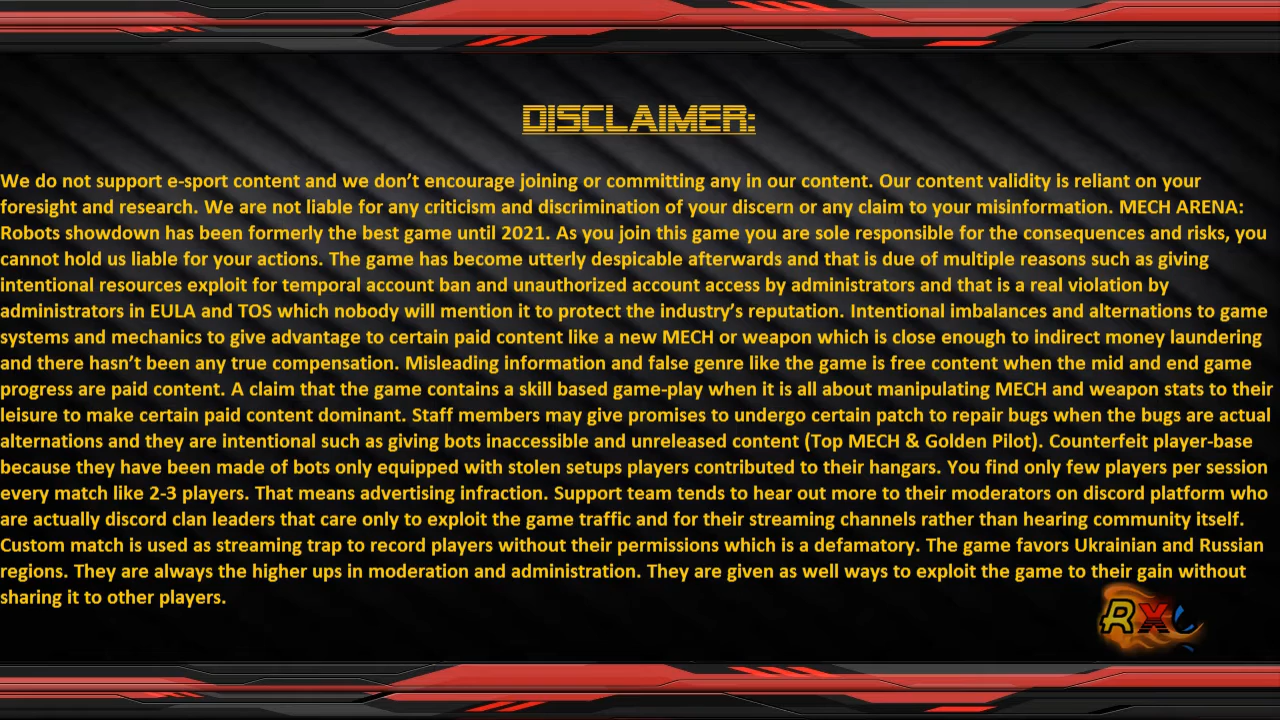 DISCLAIMER:
We do not support e-sport content and we don’t encourage joining or committing any in our content. Our content validity is reliant on your
foresight and research. We are not liable for any criticism and discrimination of your discern or any claim to your misinformation. MECH ARENA:
Robots showdown has been formerly the best game until 2021. As you join this game you are sole responsible for the consequences and risks, you
cannot hold us liable for your actions. The game has become utterly despicable afterwards and that is due of multiple reasons such as giving
intentional resources exploit for temporal account ban and unauthorized account access by administrators and that is a real violation by
administrators in EULA and TOS which nobody will mention it to protect the industry’s reputation. Intentional imbalances and alternations to game
systems and mechanics to give advantage to certain paid content like a new MECH or weapon which is close enough to indirect money laundering
and there hasn’t been any true compensation. Misleading information and false genre like the game is free content when the mid and end game
progress are paid content. A claim that the game contains a skill based game-play when it is all about manipulating MECH and weapon stats to their
leisure to make certain paid content dominant. Staff members may give promises to undergo certain patch to repair bugs when the bugs are actual
alternations and they are intentional such as giving bots inaccessible and unreleased content (Top MECH & Golden Pilot). Counterfeit player-base
because they have been made of bots only equipped with stolen setups players contributed to their hangars. You find only few players per session
every match like 2-3 players. That means advertising infraction. Support team tends to hear out more to their moderators on discord platform who
are actually discord clan leaders that care only to exploit the game traffic and for their streaming channels rather than hearing community itself.
Custom match is used as streaming trap to record players without their permissions which is a defamatory. The game favors Ukrainian and Russian
regions. They are always the higher ups in moderation and administration. They are given as well ways to exploit the game to their gain without
sharing it to other players.